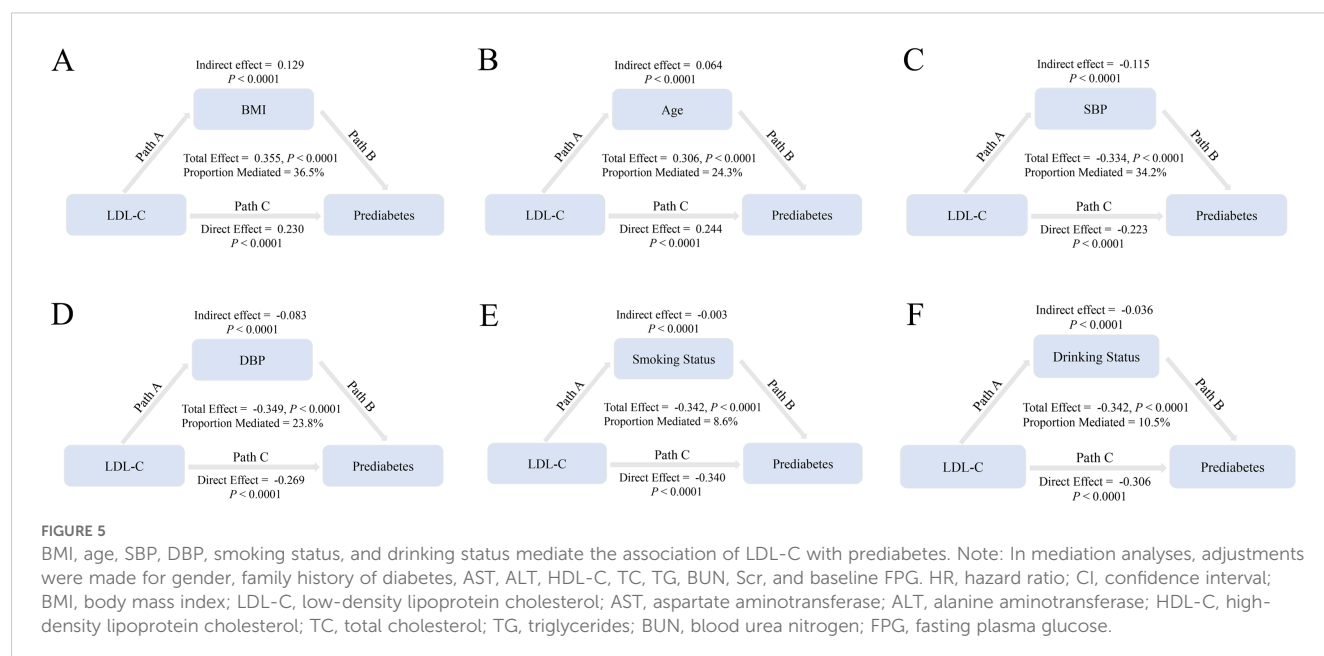 A
Indirect effect = 0.129
P < 0.0001
BMI
Path A
Path B
Total Effect = 0.355, P < 0.0001
Proportion Mediated = 36.5%
LDL-C
Path C
Prediabetes
Direct Effect = 0.230
P < 0.0001
B
Indirect effect = 0.064
P < 0.0001
Age
Path A
Path B
Total Effect = 0.306, P < 0.0001
Proportion Mediated = 24.3%
LDL-C
Path C
Prediabetes
Direct Effect = 0.244
P < 0.0001
C
Indirect effect = -0.115
P < 0.0001
SBP
Path A
Path B
Total Effect = -0.334, P < 0.0001
Proportion Mediated = 34.2%
LDL-C
Path C
Prediabetes
Direct Effect = -0.223
P < 0.0001
D
Indirect effect = -0.083
P < 0.0001
DBP
Path A
Path B
Total Effect = -0.349, P < 0.0001
Proportion Mediated = 23.8%
LDL-C
Path C
Prediabetes
Direct Effect = -0.269
P < 0.0001
E
Indirect effect = -0.003
P < 0.0001
Smoking Status
Path A
Path B
Total Effect = -0.342, P < 0.0001
Proportion Mediated = 8.6%
LDL-C
Path C
Prediabetes
Direct Effect = -0.340
P < 0.0001
F
Indirect effect = -0.036
P < 0.0001
Drinking Status
Path A
Path B
Total Effect = -0.342, P < 0.0001
Proportion Mediated = 10.5%
LDL-C
Path C
Prediabetes
Direct Effect = -0.306
P < 0.0001
FIGURE 5
BMI, age, SBP, DBP, smoking status, and drinking status mediate the association of LDL-C with prediabetes. Note: In mediation analyses, adjustments
were made for gender, family history of diabetes, AST, ALT, HDL-C, TC, TG, BUN, Scr, and baseline FPG. HR, hazard ratio; CI, confidence interval;
BMI, body mass index; LDL-C, low-density lipoprotein cholesterol; AST, aspartate aminotransferase; ALT, alanine aminotransferase; HDL-C, high-
density lipoprotein cholesterol; TC, total cholesterol; TG, triglycerides; BUN, blood urea nitrogen; FPG, fasting plasma glucose.